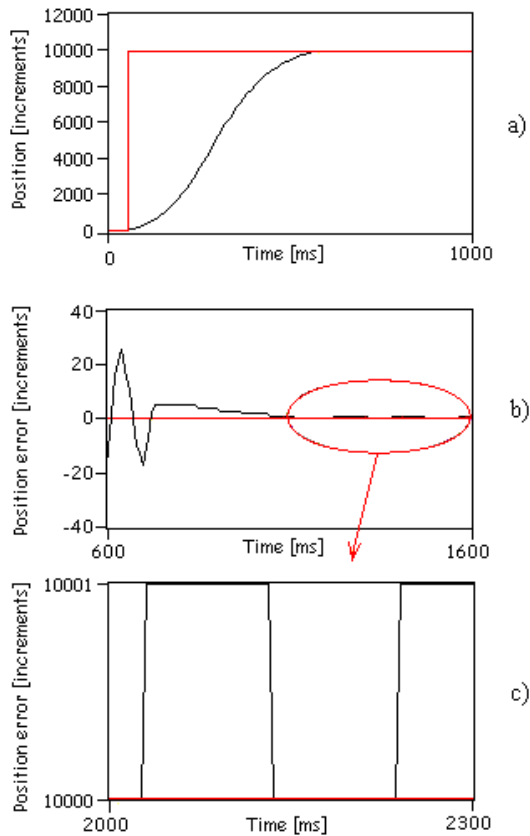 12000
10000
8000
6000
4000
2000
0
Position [increments]
0
Time [ms]
1000
a)
40
20
0
-20
-40
Position error [increments]
600
Time [ms]
1600
b)
10001
10000
Position error [increments]
2000
Time [ms]
2300
c)